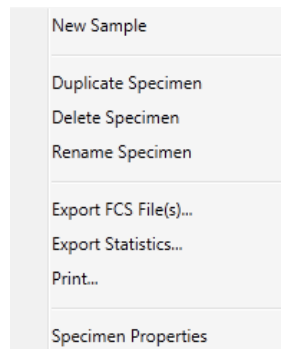 New Sample
Duplicate Specimen
Delete Specimen
Rename Specimen
Export FCS File(s)...
Export Statistics...
Print...
Specimen Properties